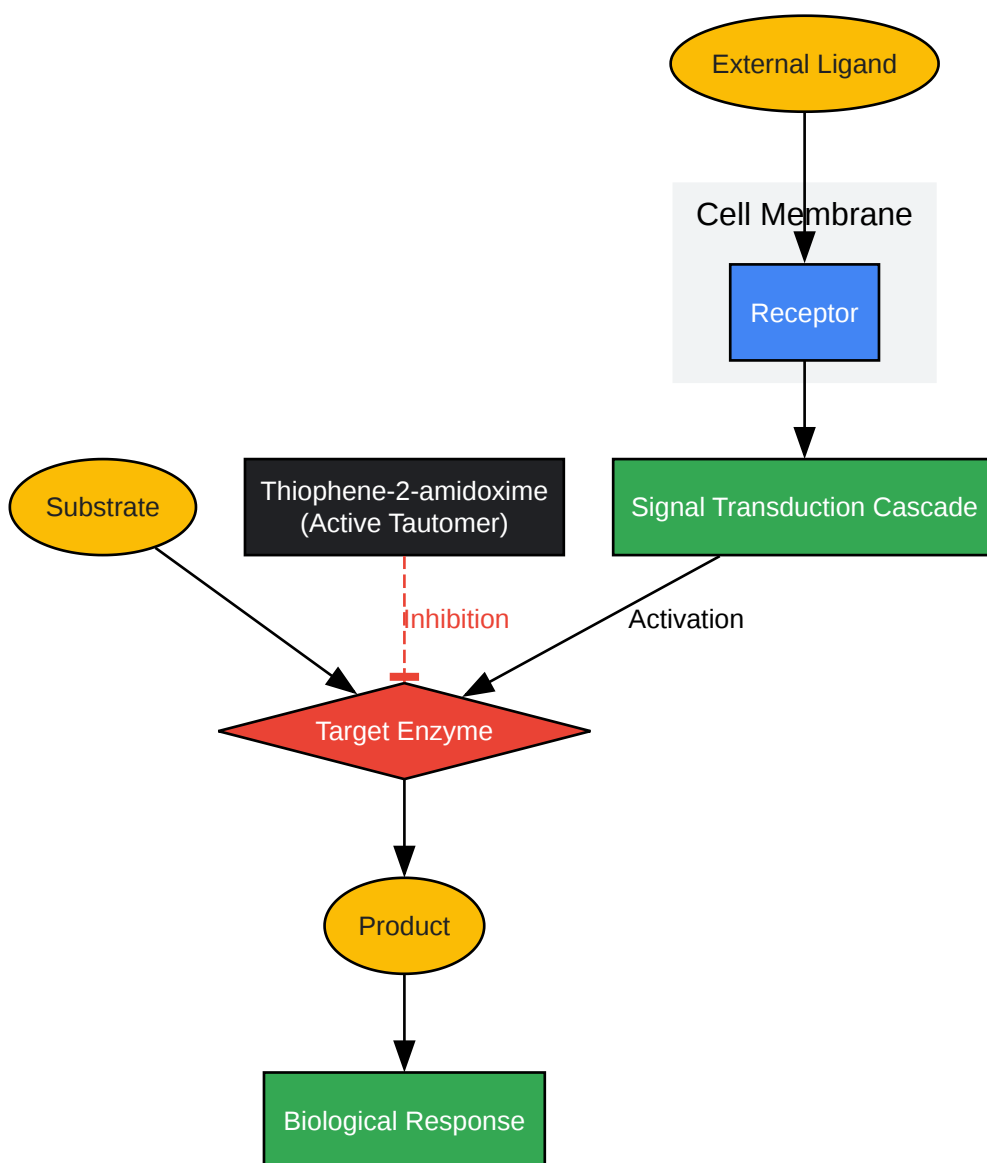 External Ligand
Cell Membrane
Receptor
Substrate
Thiophene-2-amidoxime
(Active Tautomer)
Signal Transduction Cascade
Inhibition
Activation
Target Enzyme
Product
Biological Response